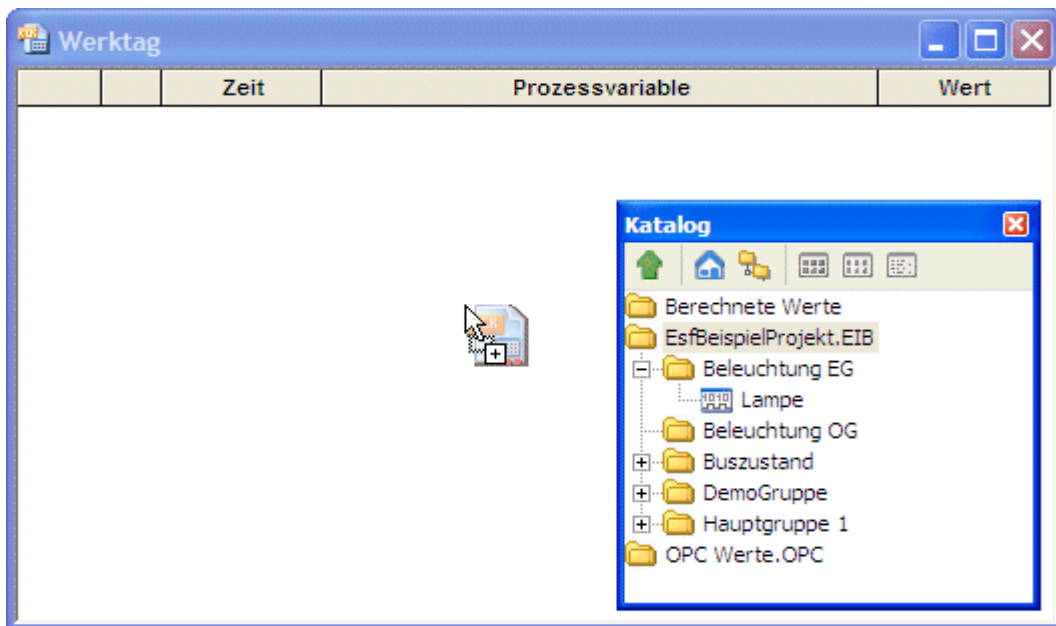 Werktag
Zeit Prozessvariable Wert
Katalog
Berechnete Werte
EsfBeispielProjekt.EIB
Beleuchtung EG
Lampe
Beleuchtung OG
Buszustand
DemoGruppe
Hauptgruppe 1
OPC Werte.OPC